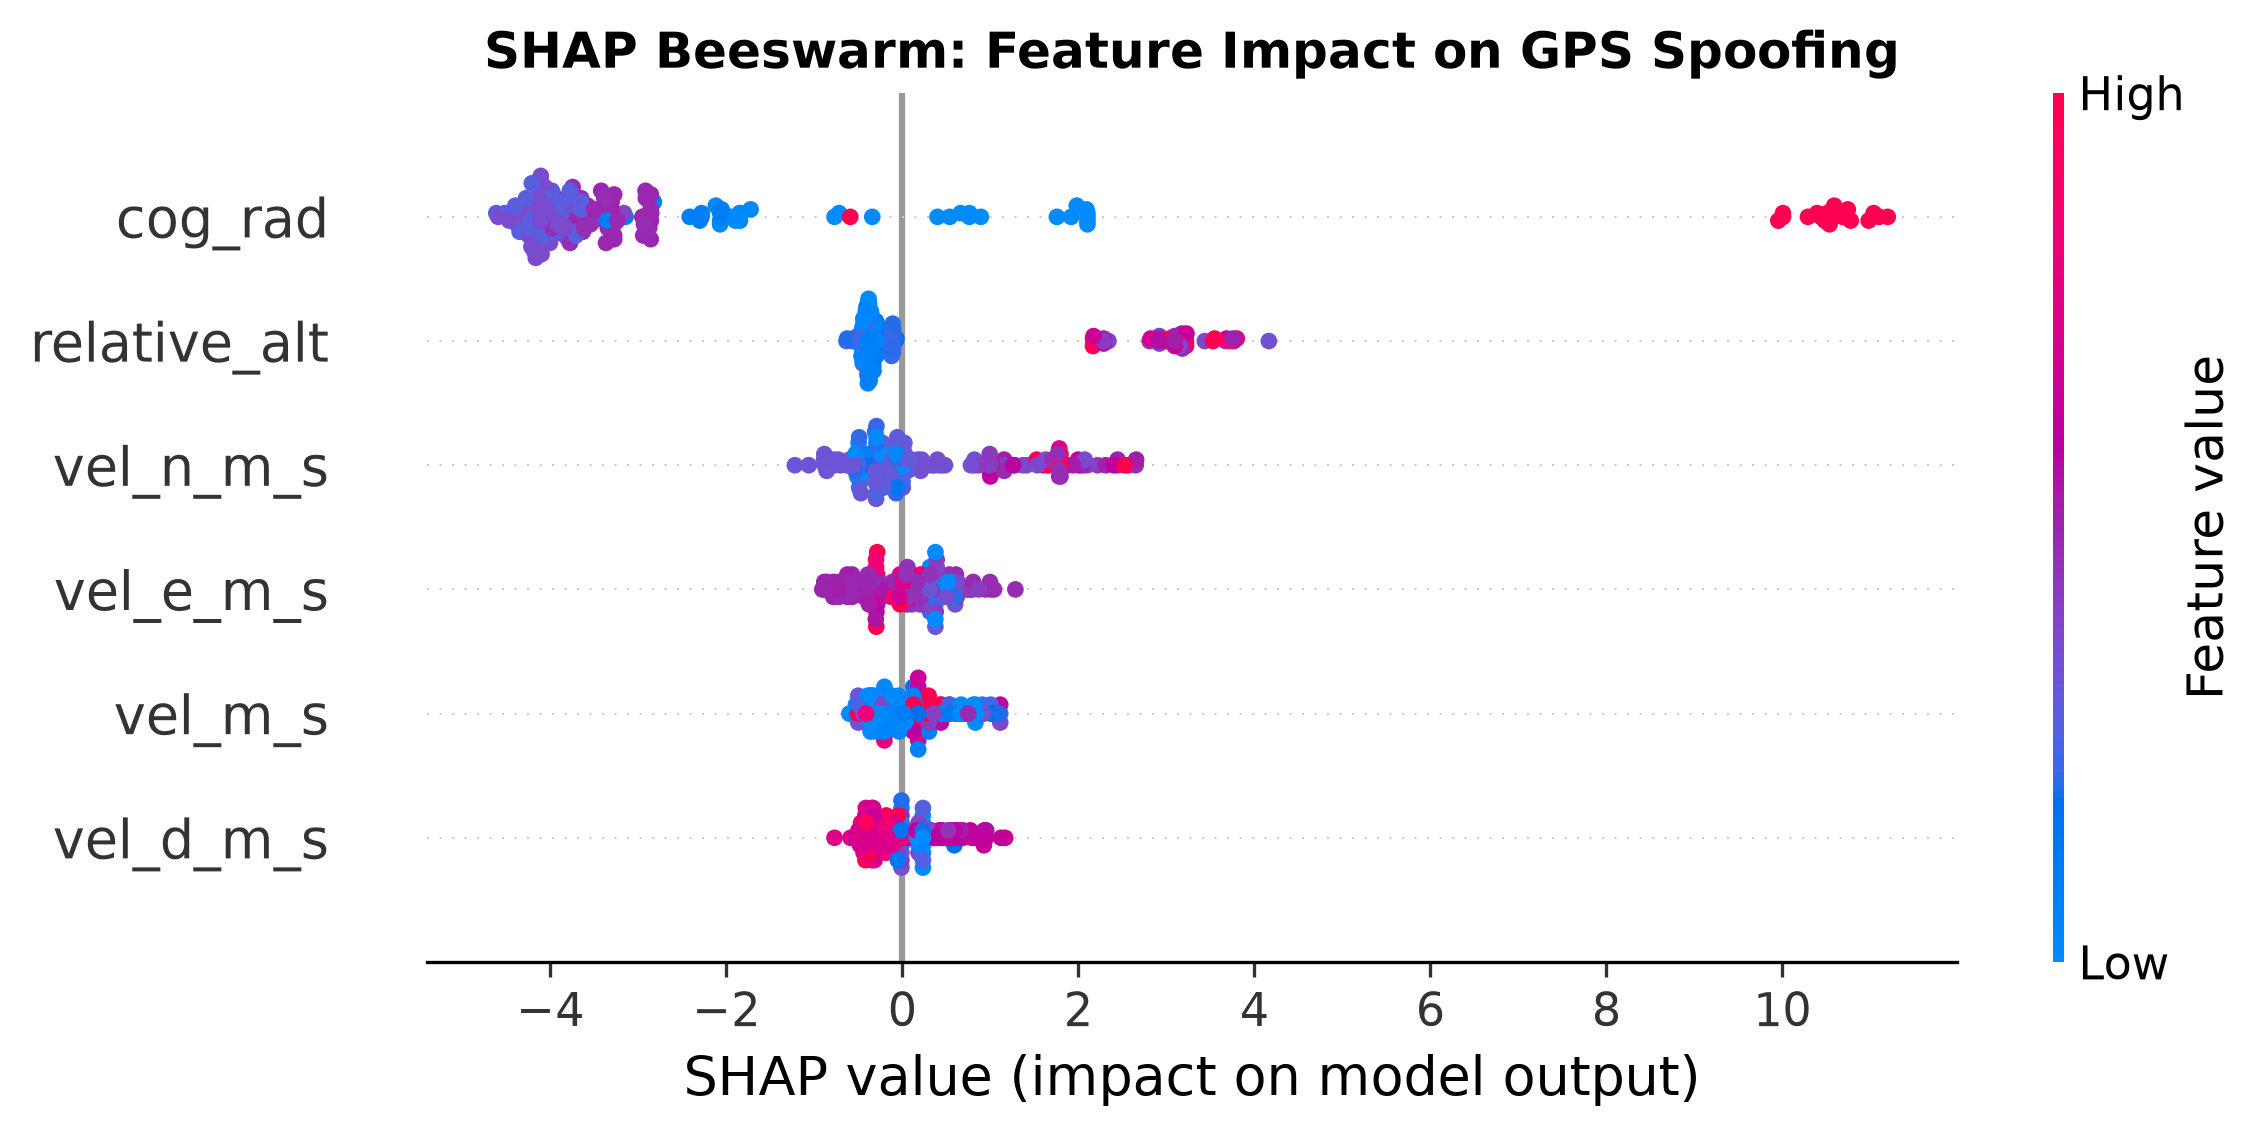 SHAP Beeswarm: Feature Impact on GPS Spoofing
High
cog_rad
relative_alt
vel_n_m_s
vel_e_m_s
vel_m_s
vel_d_m_s
Feature value
Low
−4 −2 0 2 4 6 8 10
SHAP value (impact on model output)